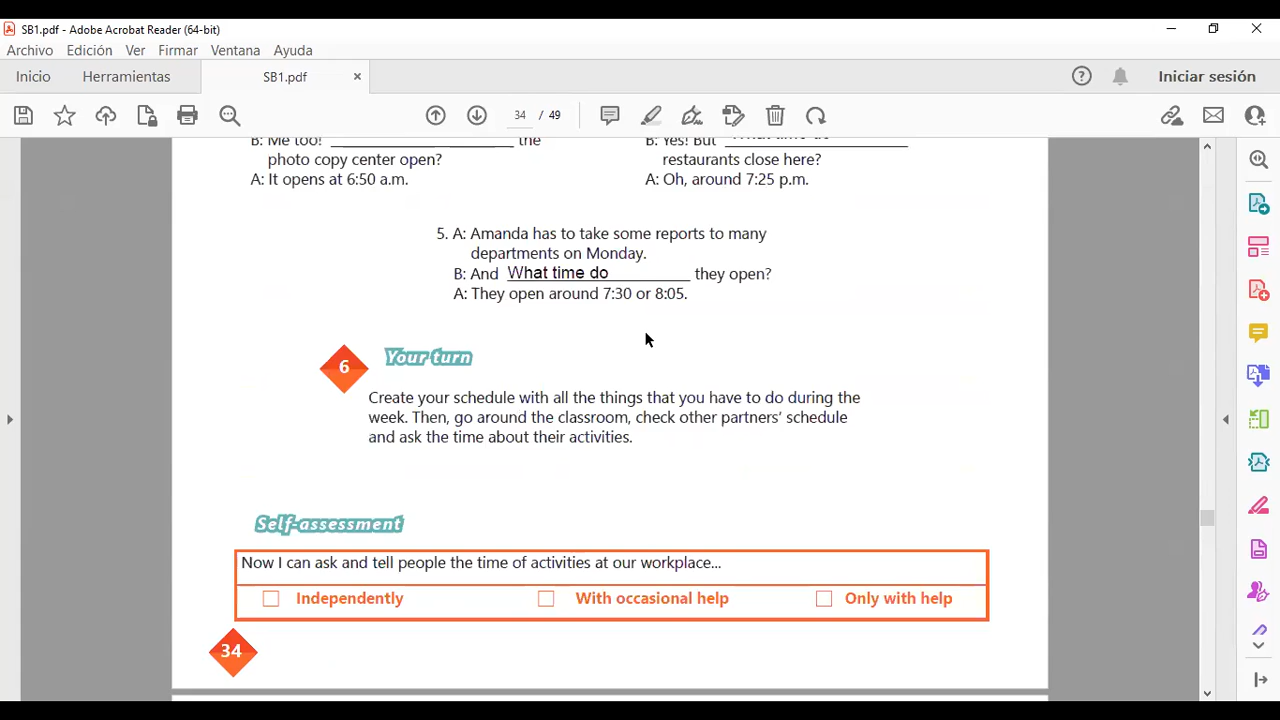 SB1.pdf - Adobe Acrobat Reader (64-bit)
Archivo Edición Ver Firmar Ventana Ayuda
Inicio Herramientas SB1.pdf × Iniciar sesión
34 / 49
B: Me too! ____________________ the
photo copy center open?
A: It opens at 6:50 a.m.
B: Yes! But What time do
restaurants close here?
A: Oh, around 7:25 p.m.
5. A: Amanda has to take some reports to many
departments on Monday.
B: And What time do__________ they open?
A: They open around 7:30 or 8:05.
6 Your turn
Create your schedule with all the things that you have to do during the
week. Then, go around the classroom, check other partners’ schedule
and ask the time about their activities.
Self-assessment
Now I can ask and tell people the time of activities at our workplace...
Independently With occasional help Only with help
34